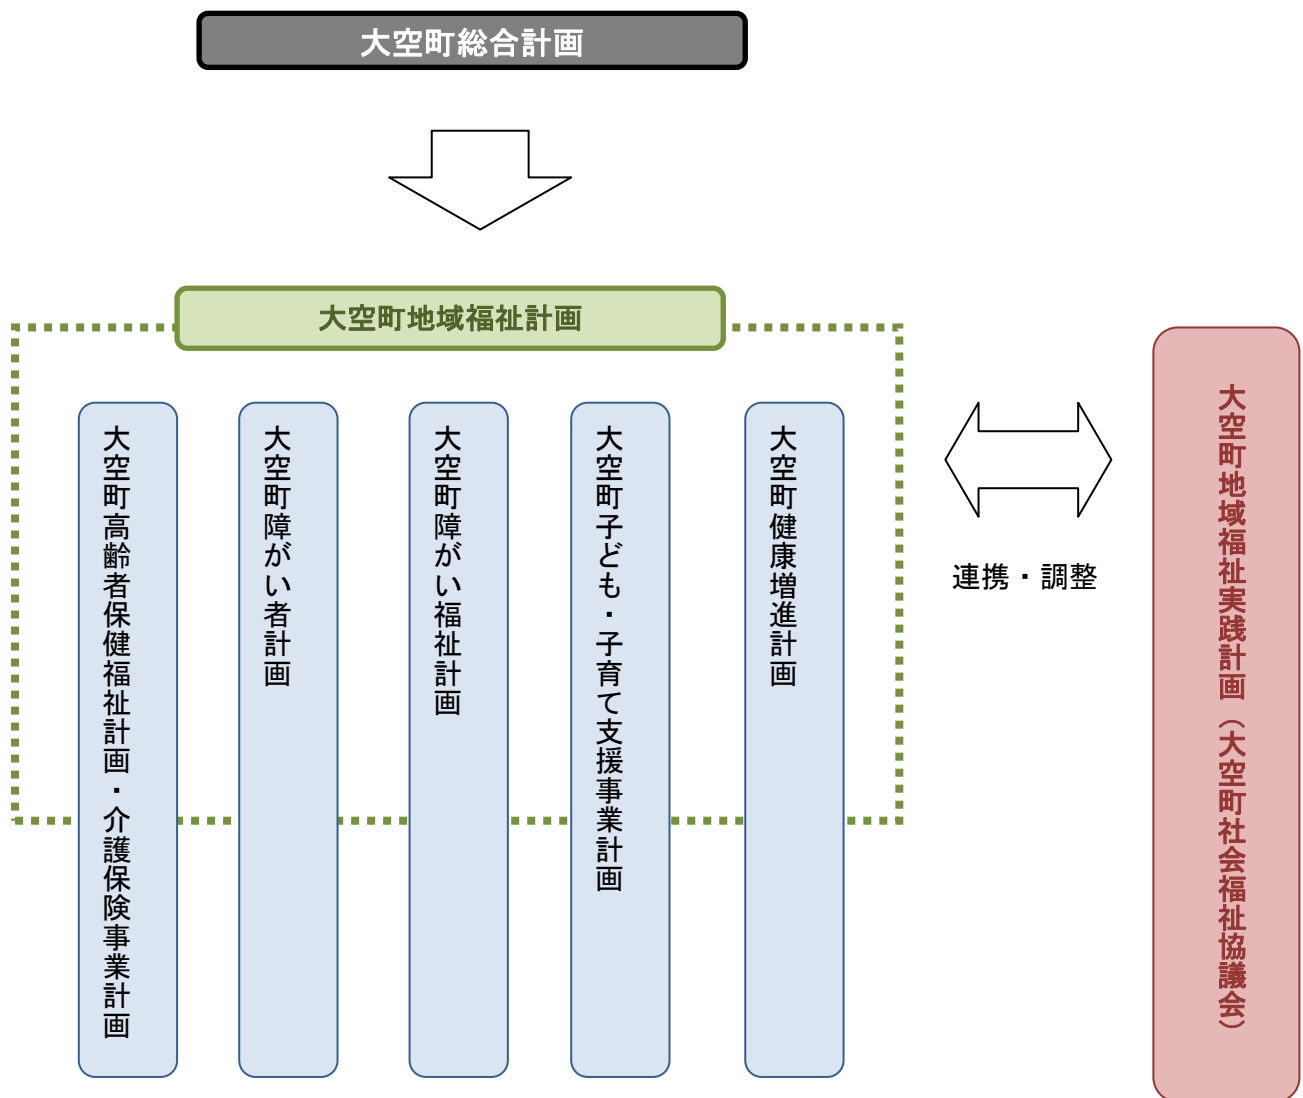 大空町総合計画
大空町地域福祉計画
大空町高齢者保健福祉計画・介護保険事業計画
大空町障がい者計画
大空町障がい福祉計画
大空町子ども・子育て支援事業計画
大空町健康増進計画
連携・調整
大空町地域福祉実践計画（大空町社会福祉協議会）